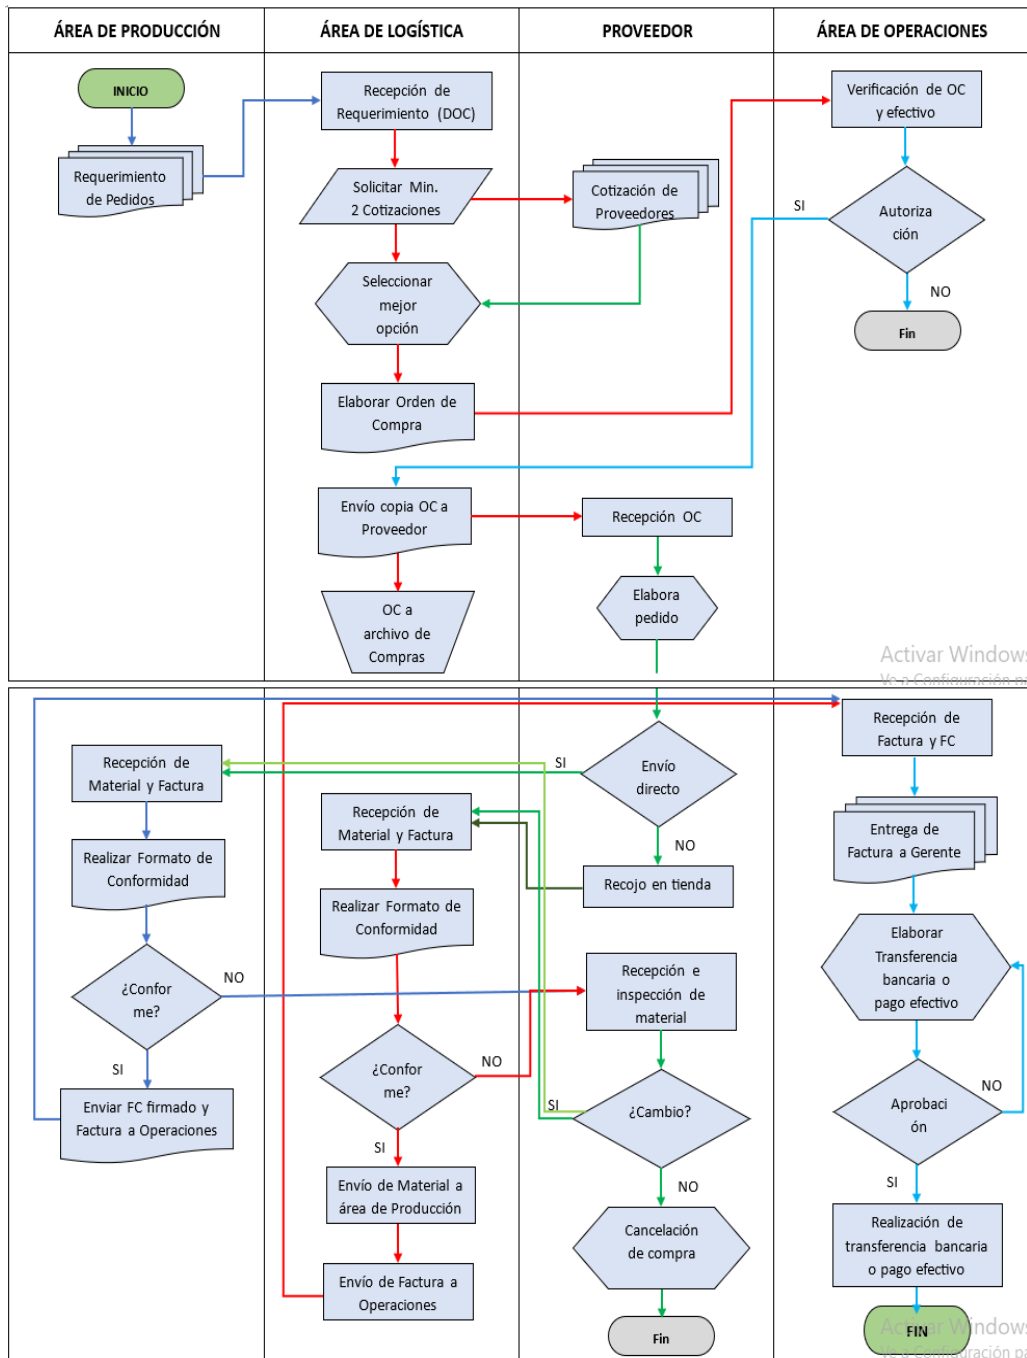 ÁREA DE PRODUCCIÓN
ÁREA DE LOGÍSTICA
PROVEEDOR
ÁREA DE OPERACIONES
INICIO
Requerimiento
de Pedidos
Recepción de
Requerimiento (DOC)
Solicitar Min.
2 Cotizaciones
Seleccionar
mejor
opción
Elaborar Orden de
Compra
Envío copia OC a
Proveedor
OC a
archivo de
Compras
Cotización de
Proveedores
Recepción OC
Elabora
pedido
Verificación de OC
y efectivo
SI
Autoriza
ción
NO
Fin
Activar Windows
Ve a Configuración pa
Recepción de
Material y Factura
Realizar Formato de
Conformidad
¿Confor
me?
NO
SI
Enviar FC firmado y
Factura a Operaciones
Recepción de
Material y Factura
Realizar Formato de
Conformidad
¿Confor
me?
NO
SI
Envío de Material a
área de Producción
Envío de Factura a
Operaciones
SI
Envío
directo
NO
Recojo en tienda
Recepción e
inspección de
material
SI
¿Cambio?
NO
Cancelación
de compra
Fin
Recepción de
Factura y FC
Entrega de
Factura a Gerente
Elaborar
Transferencia
bancaria o
pago efectivo
NO
Aprobaci
ón
SI
Realización de
transferencia bancaria
o pago efectivo
FIN
Activar Windows
Ve a Configuración pa